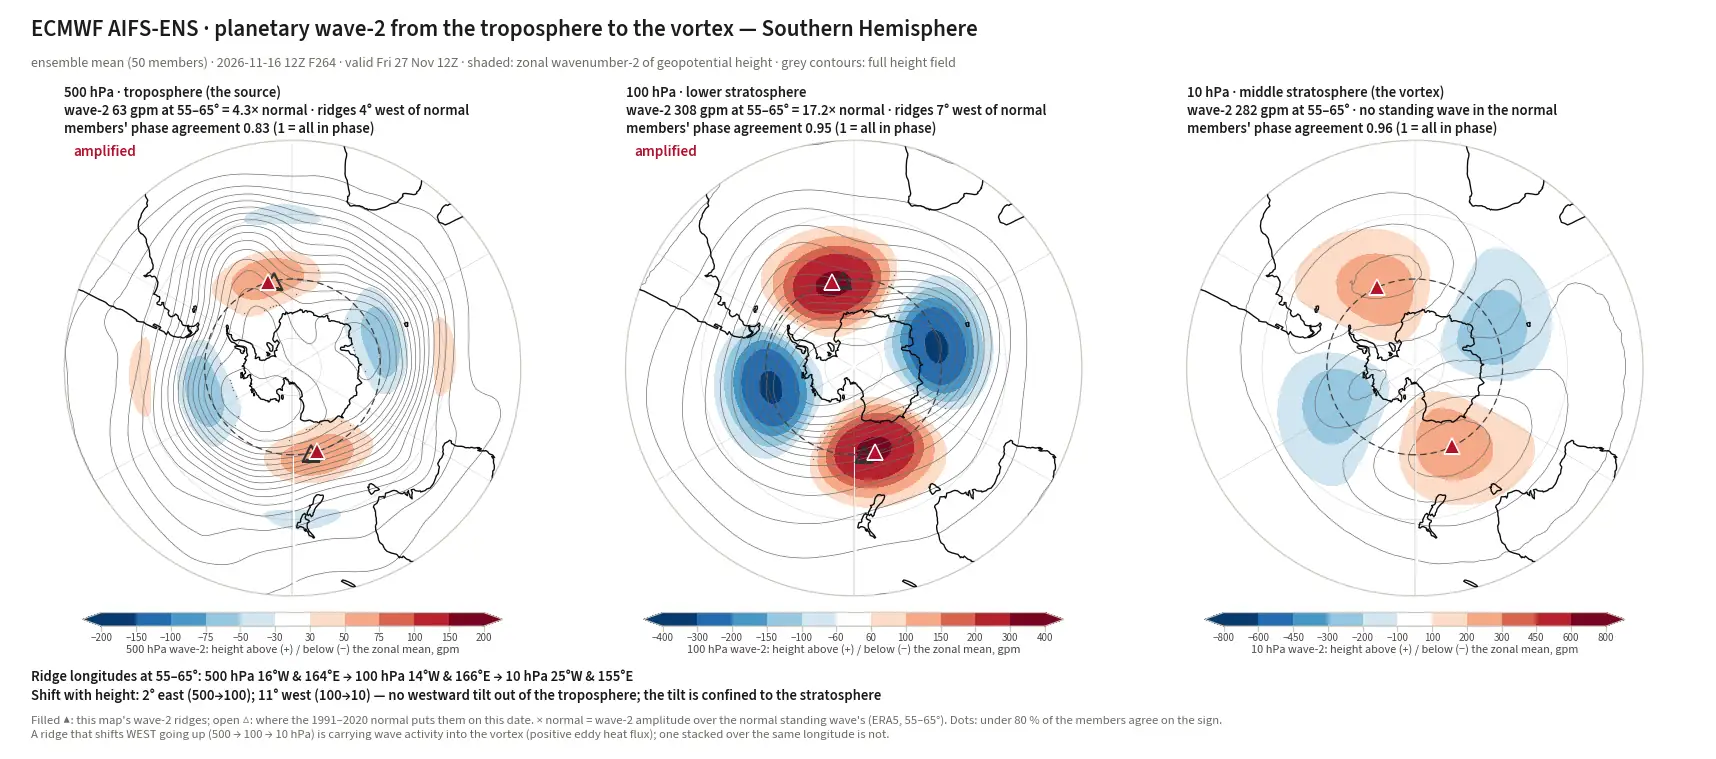 ECMWF AIFS-ENS · planetary wave-2 from the troposphere to the vortex — Southern Hemisphere
ensemble mean (50 members) · 2026-11-16 12Z F264 · valid Fri 27 Nov 12Z · shaded: zonal wavenumber-2 of geopotential height · grey contours: full height field
500 hPa · troposphere (the source)
wave-2 63 gpm at 55–65° = 4.3× normal · ridges 4° west of normal
members' phase agreement 0.83 (1 = all in phase)
amplified
100 hPa · lower stratosphere
wave-2 308 gpm at 55–65° = 17.2× normal · ridges 7° west of normal
members' phase agreement 0.95 (1 = all in phase)
amplified
10 hPa · middle stratosphere (the vortex)
wave-2 282 gpm at 55–65° · no standing wave in the normal
members' phase agreement 0.96 (1 = all in phase)
−200 −150 −100 −75 −50 −30 30 50 75 100 150 200
500 hPa wave-2: height above (+) / below (−) the zonal mean, gpm
−400 −300 −200 −150 −100 −60 60 100 150 200 300 400
100 hPa wave-2: height above (+) / below (−) the zonal mean, gpm
−800 −600 −450 −300 −200 −100 100 200 300 450 600 800
10 hPa wave-2: height above (+) / below (−) the zonal mean, gpm
Ridge longitudes at 55–65°: 500 hPa 16°W & 164°E → 100 hPa 14°W & 166°E → 10 hPa 25°W & 155°E
Shift with height: 2° east (500→100); 11° west (100→10) — no westward tilt out of the troposphere; the tilt is confined to the stratosphere
Filled ▲: this map's wave-2 ridges; open △: where the 1991–2020 normal puts them on this date. × normal = wave-2 amplitude over the normal standing wave's (ERA5, 55–65°). Dots: under 80 % of the members agree on the sign.
A ridge that shifts WEST going up (500 → 100 → 10 hPa) is carrying wave activity into the vortex (positive eddy heat flux); one stacked over the same longitude is not.